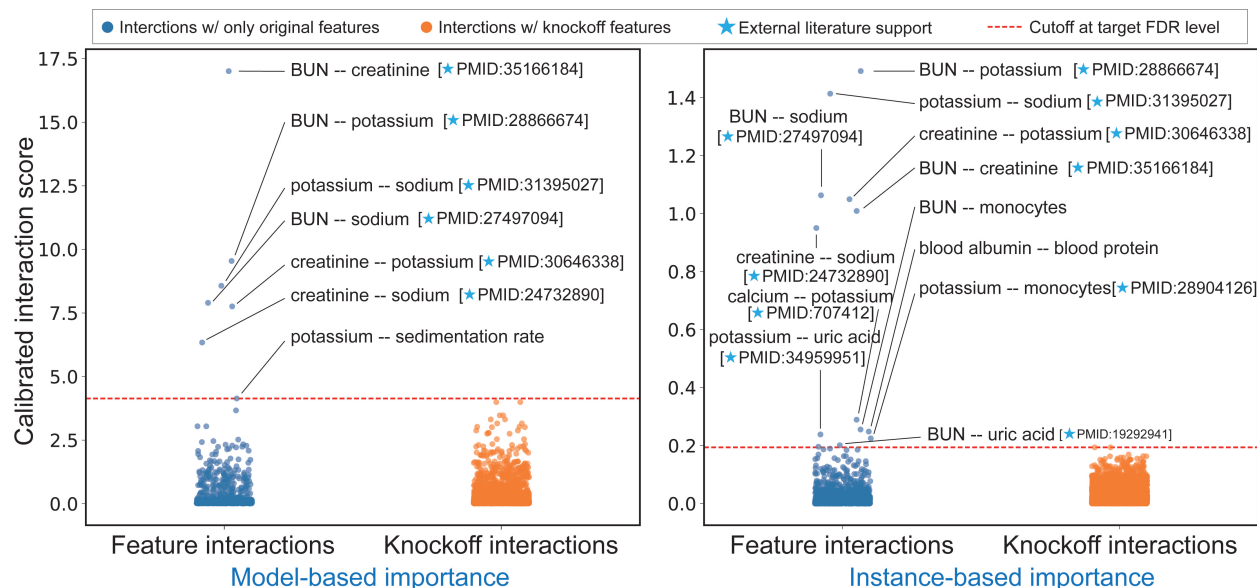 Interctions w/ only original features
Interctions w/ knockoff features
External literature support
Cutoff at target FDR level
Calibrated interaction score
17.5
15.0
12.5
10.0
7.5
5.0
2.5
0.0
BUN -- creatinine [★PMID:35166184]
BUN -- potassium [★PMID:28866674]
potassium -- sodium [★PMID:31395027]
BUN -- sodium [★PMID:27497094]
creatinine -- potassium [★PMID:30646338]
creatinine -- sodium [★PMID:24732890]
potassium -- sedimentation rate
Feature interactions
Knockoff interactions
Model-based importance
1.4
1.2
1.0
0.8
0.6
0.4
0.2
0.0
BUN -- sodium
[★PMID:27497094]
creatinine -- sodium
[★PMID:24732890]
calcium -- potassium
[★PMID:707412]
potassium -- uric acid
[★PMID:34959951]
BUN -- potassium [★PMID:28866674]
potassium -- sodium [★PMID:31395027]
creatinine -- potassium [★PMID:30646338]
BUN -- creatinine [★PMID:35166184]
BUN -- monocytes
blood albumin -- blood protein
potassium -- monocytes[★PMID:28904126]
BUN -- uric acid [★PMID:19292941]
Feature interactions
Knockoff interactions
Instance-based importance